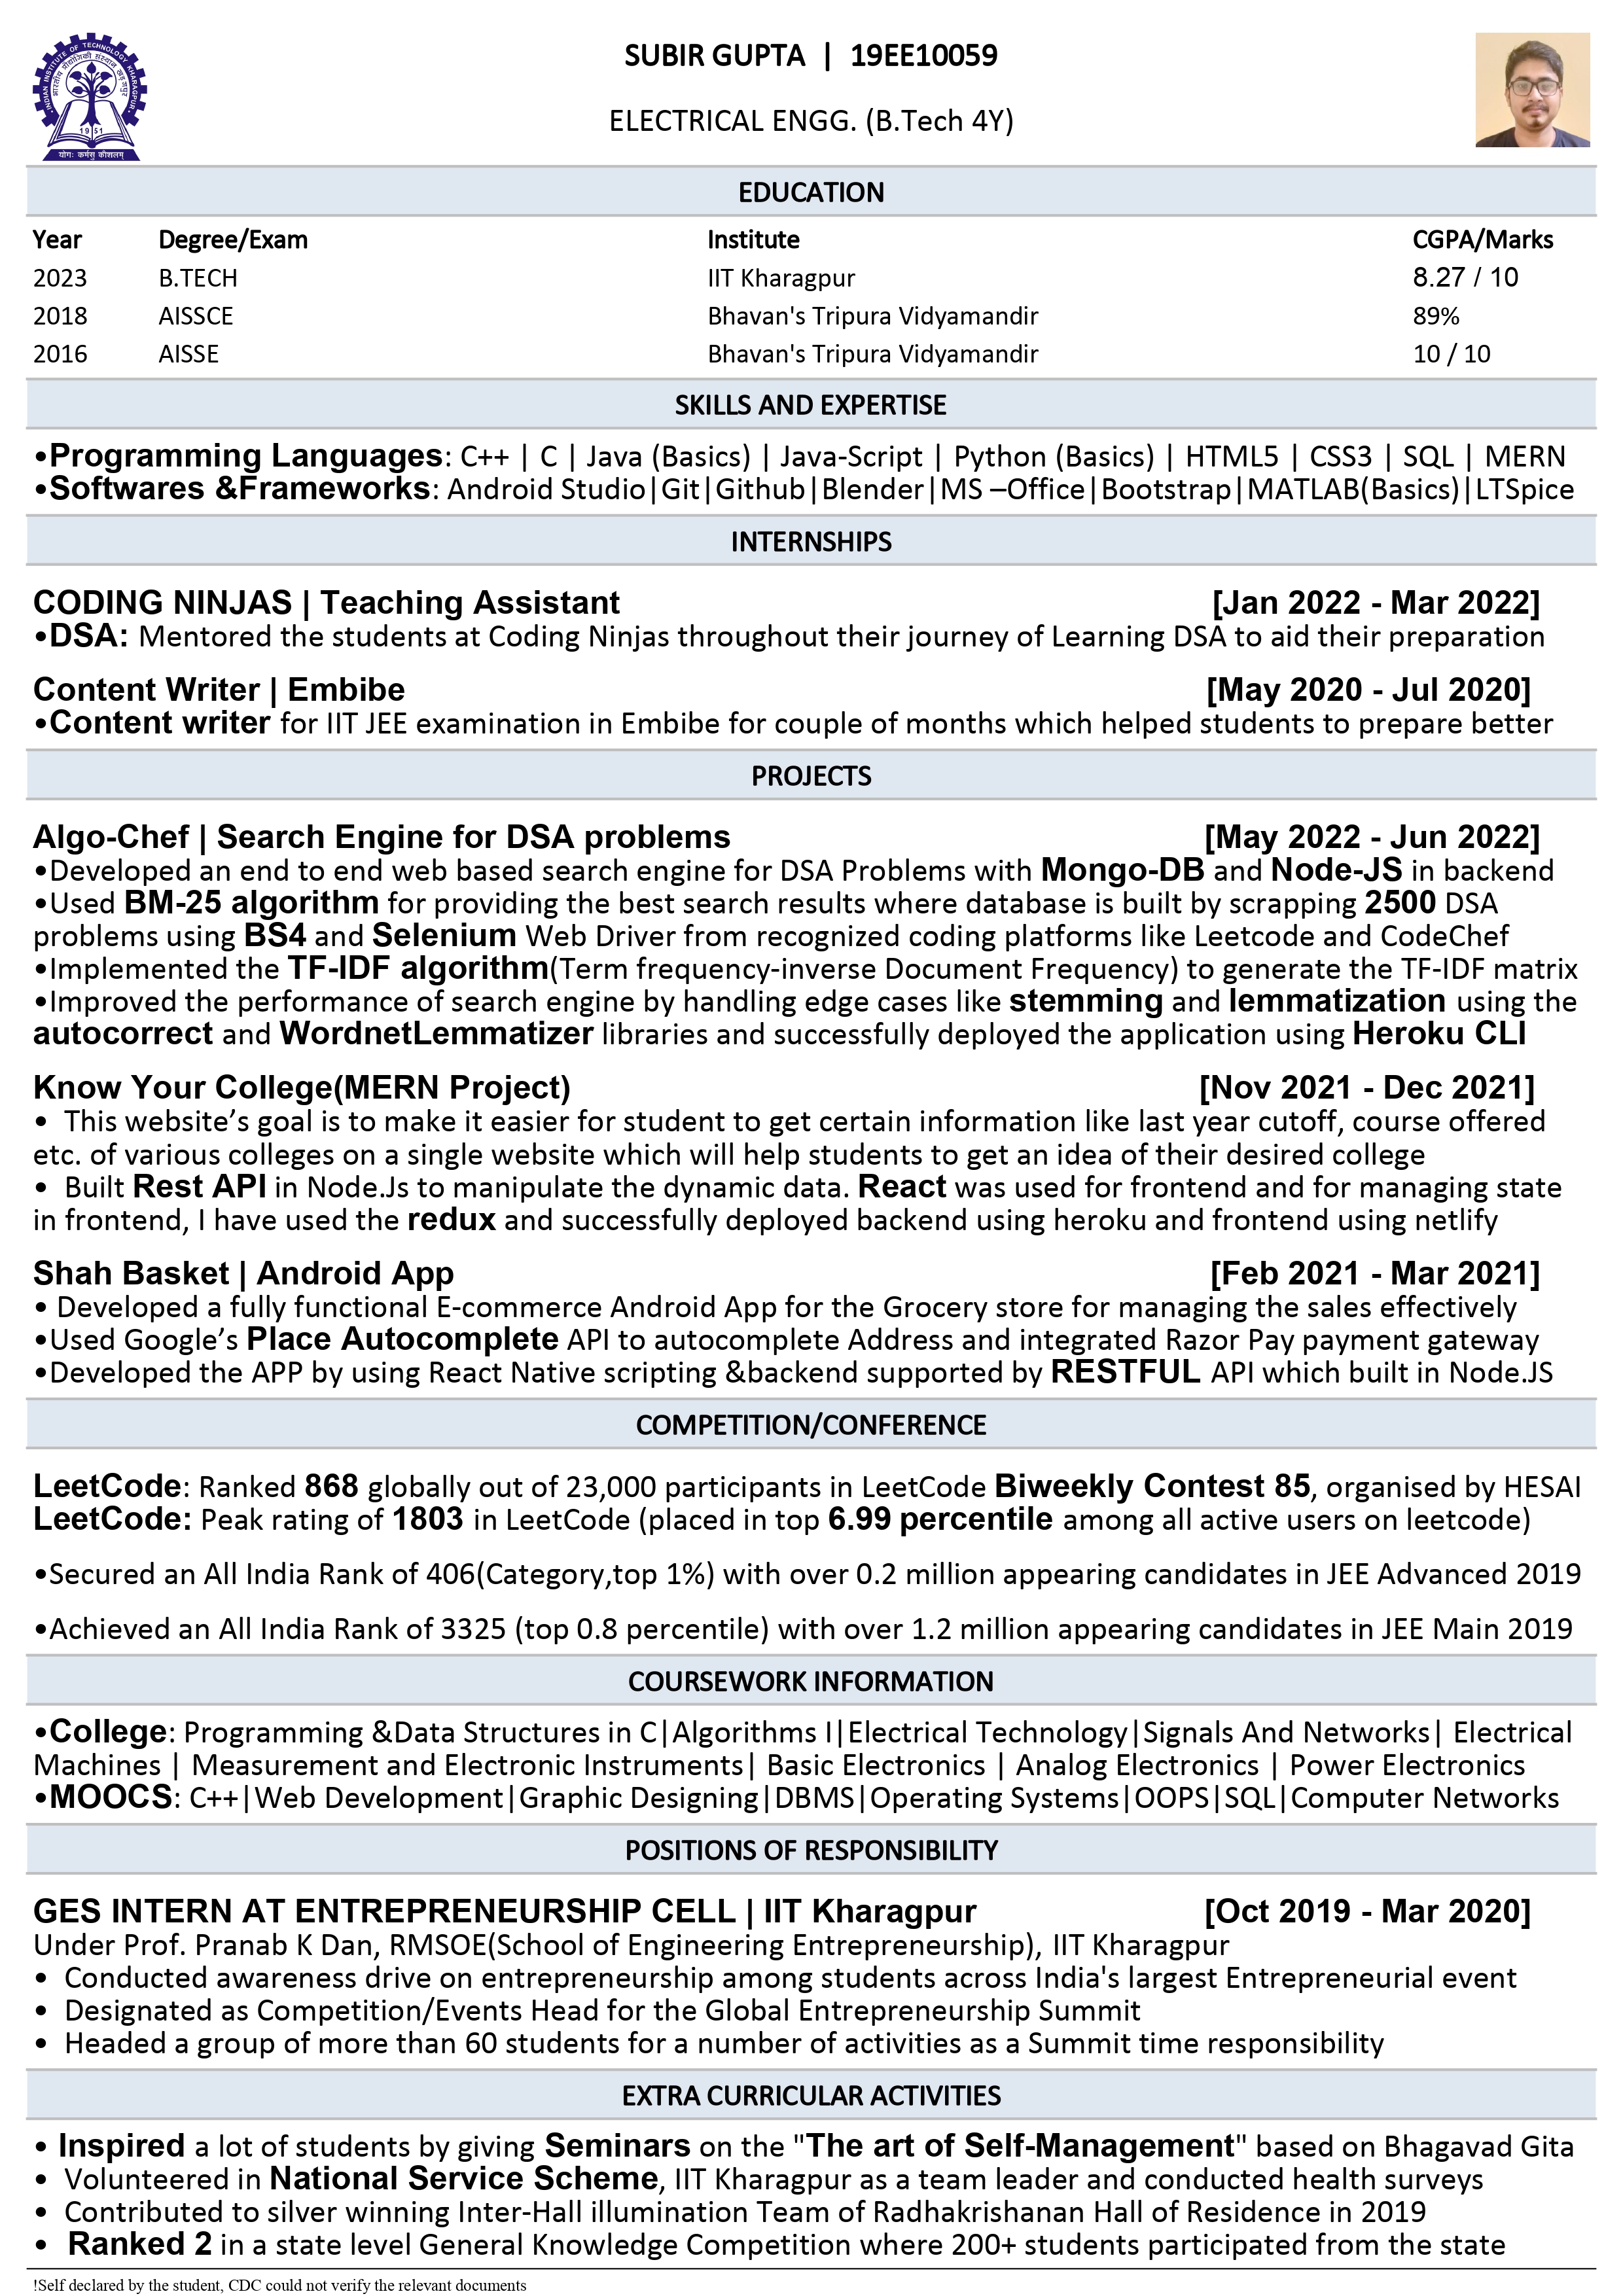 INDIAN INSTITUTE OF TECHNOLOGY KHARAGPUR
भारतीय प्रौद्योगिकी संस्थान खड़गपुर
1951
योगः कर्मसु कौशलम्
SUBIR GUPTA | 19EE10059
ELECTRICAL ENGG. (B.Tech 4Y)
EDUCATION
Year Degree/Exam Institute CGPA/Marks
2023 B.TECH IIT Kharagpur 8.27 / 10
2018 AISSCE Bhavan's Tripura Vidyamandir 89%
2016 AISSE Bhavan's Tripura Vidyamandir 10 / 10
SKILLS AND EXPERTISE
•Programming Languages: C++ | C | Java (Basics) | Java-Script | Python (Basics) | HTML5 | CSS3 | SQL | MERN
•Softwares &Frameworks: Android Studio|Git|Github|Blender|MS –Office|Bootstrap|MATLAB(Basics)|LTSpice
INTERNSHIPS
CODING NINJAS | Teaching Assistant [Jan 2022 - Mar 2022]
•DSA: Mentored the students at Coding Ninjas throughout their journey of Learning DSA to aid their preparation
Content Writer | Embibe [May 2020 - Jul 2020]
•Content writer for IIT JEE examination in Embibe for couple of months which helped students to prepare better
PROJECTS
Algo-Chef | Search Engine for DSA problems [May 2022 - Jun 2022]
•Developed an end to end web based search engine for DSA Problems with Mongo-DB and Node-JS in backend
•Used BM-25 algorithm for providing the best search results where database is built by scrapping 2500 DSA
problems using BS4 and Selenium Web Driver from recognized coding platforms like Leetcode and CodeChef
•Implemented the TF-IDF algorithm(Term frequency-inverse Document Frequency) to generate the TF-IDF matrix
•Improved the performance of search engine by handling edge cases like stemming and lemmatization using the
autocorrect and WordnetLemmatizer libraries and successfully deployed the application using Heroku CLI
Know Your College(MERN Project) [Nov 2021 - Dec 2021]
• This website’s goal is to make it easier for student to get certain information like last year cutoff, course offered
etc. of various colleges on a single website which will help students to get an idea of their desired college
• Built Rest API in Node.Js to manipulate the dynamic data. React was used for frontend and for managing state
in frontend, I have used the redux and successfully deployed backend using heroku and frontend using netlify
Shah Basket | Android App [Feb 2021 - Mar 2021]
• Developed a fully functional E-commerce Android App for the Grocery store for managing the sales effectively
•Used Google’s Place Autocomplete API to autocomplete Address and integrated Razor Pay payment gateway
•Developed the APP by using React Native scripting &backend supported by RESTFUL API which built in Node.JS
COMPETITION/CONFERENCE
LeetCode: Ranked 868 globally out of 23,000 participants in LeetCode Biweekly Contest 85, organised by HESAI
LeetCode: Peak rating of 1803 in LeetCode (placed in top 6.99 percentile among all active users on leetcode)
•Secured an All India Rank of 406(Category,top 1%) with over 0.2 million appearing candidates in JEE Advanced 2019
•Achieved an All India Rank of 3325 (top 0.8 percentile) with over 1.2 million appearing candidates in JEE Main 2019
COURSEWORK INFORMATION
•College: Programming &Data Structures in C|Algorithms I|Electrical Technology|Signals And Networks| Electrical
Machines | Measurement and Electronic Instruments| Basic Electronics | Analog Electronics | Power Electronics
•MOOCS: C++|Web Development|Graphic Designing|DBMS|Operating Systems|OOPS|SQL|Computer Networks
POSITIONS OF RESPONSIBILITY
GES INTERN AT ENTREPRENEURSHIP CELL | IIT Kharagpur [Oct 2019 - Mar 2020]
Under Prof. Pranab K Dan, RMSOE(School of Engineering Entrepreneurship), IIT Kharagpur
• Conducted awareness drive on entrepreneurship among students across India's largest Entrepreneurial event
• Designated as Competition/Events Head for the Global Entrepreneurship Summit
• Headed a group of more than 60 students for a number of activities as a Summit time responsibility
EXTRA CURRICULAR ACTIVITIES
• Inspired a lot of students by giving Seminars on the "The art of Self-Management" based on Bhagavad Gita
• Volunteered in National Service Scheme, IIT Kharagpur as a team leader and conducted health surveys
• Contributed to silver winning Inter-Hall illumination Team of Radhakrishanan Hall of Residence in 2019
• Ranked 2 in a state level General Knowledge Competition where 200+ students participated from the state
!Self declared by the student, CDC could not verify the relevant documents